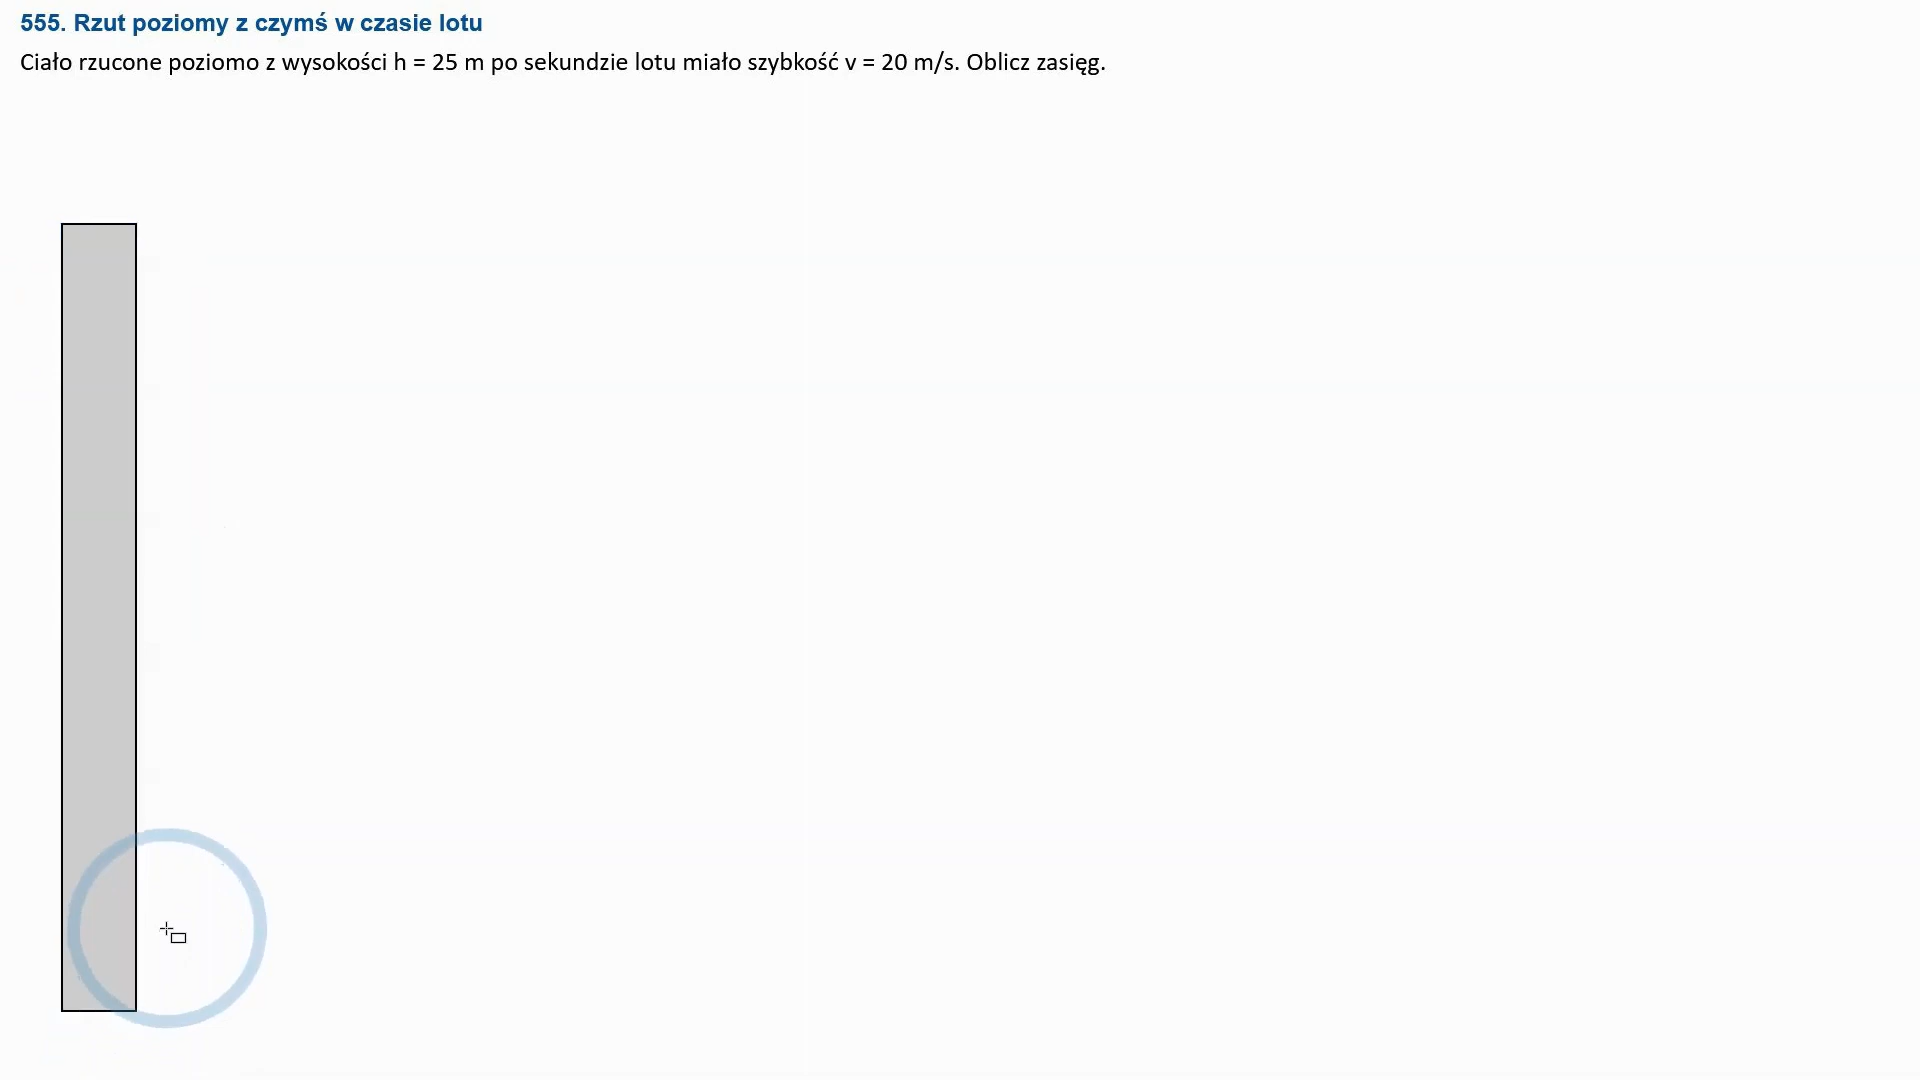 555. Rzut poziomy z czymś w czasie lotu
Ciało rzucone poziomo z wysokości h = 25 m po sekundzie lotu miało szybkość v = 20 m/s. Oblicz zasięg.